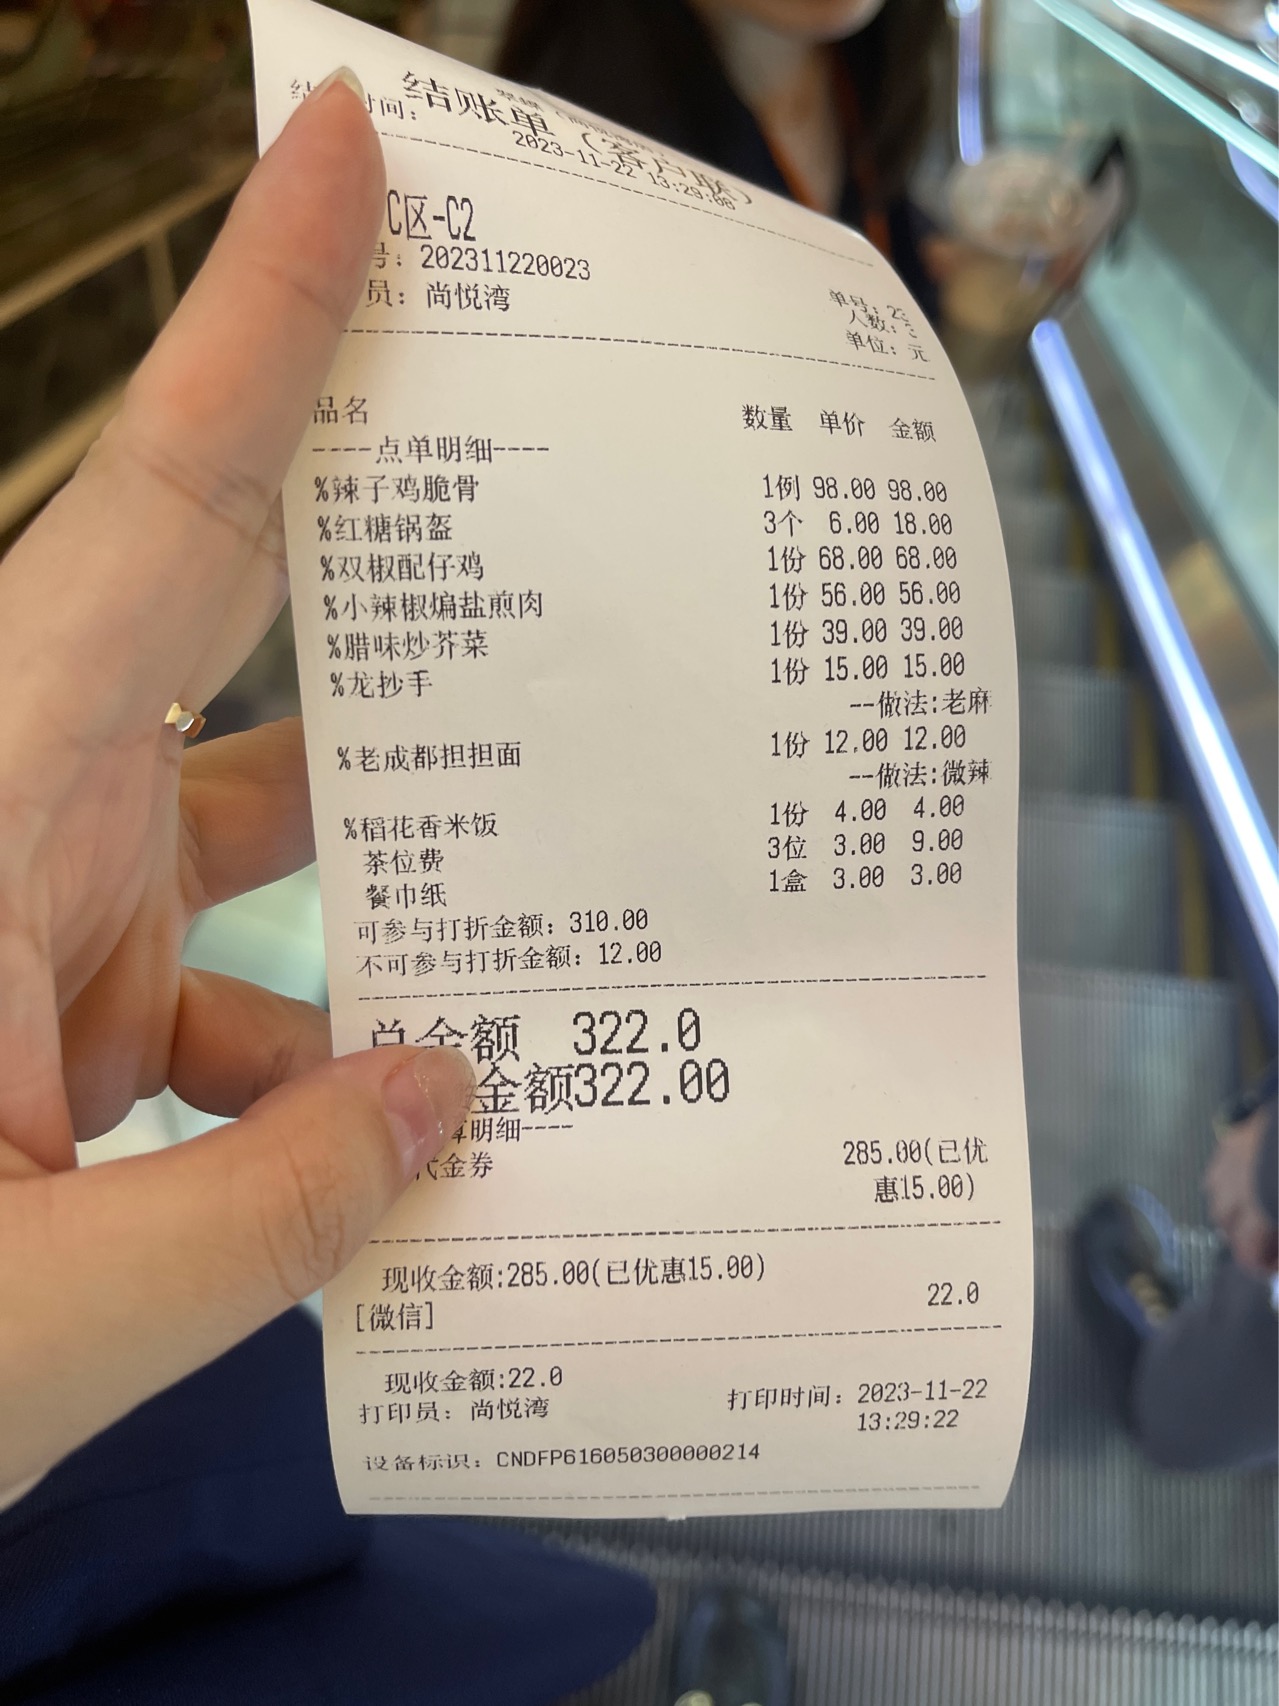 结账单（客户联）
时间：
2023-11-22 13:29:08
C区-C2
号：202311220023
单号：
员：尚悦湾
人数：
单位：元
品名 数量 单价 金额
----点单明细----
%辣子鸡脆骨 1例 98.00 98.00
%红糖锅盔 3个 6.00 18.00
%双椒配仔鸡 1份 68.00 68.00
%小辣椒煸盐煎肉 1份 56.00 56.00
%腊味炒芥菜 1份 39.00 39.00
%龙抄手 1份 15.00 15.00
--做法:老麻
%老成都担担面 1份 12.00 12.00
--做法:微辣
%稻花香米饭 1份 4.00 4.00
茶位费 3位 3.00 9.00
餐巾纸 1盒 3.00 3.00
可参与打折金额：310.00
不可参与打折金额：12.00
总金额 322.0
金额322.00
明细----
代金券 285.00(已优
惠15.00)
现收金额:285.00(已优惠15.00)
[微信] 22.0
现收金额:22.0
打印员：尚悦湾 打印时间：2023-11-22
13:29:22
设备标识：CNDFP616050300000214